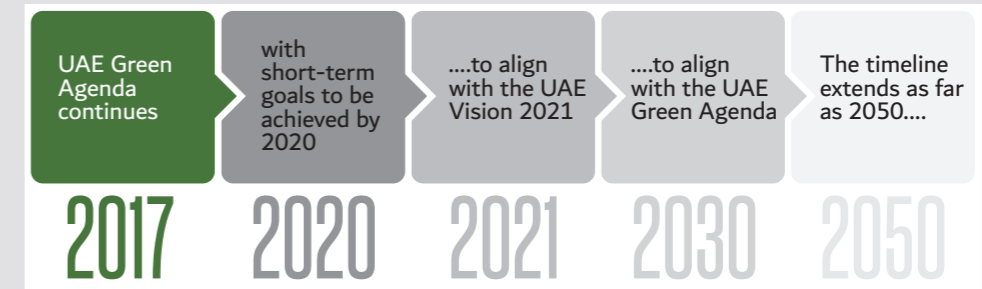 UAE Green
Agenda
continues
with
short-term
goals to be
achieved by
2020
....to align
with the UAE
Vision 2021
....to align
with the UAE
Green Agenda
The timeline
extends as far
as 2050....
2017
2020
2021
2030
2050